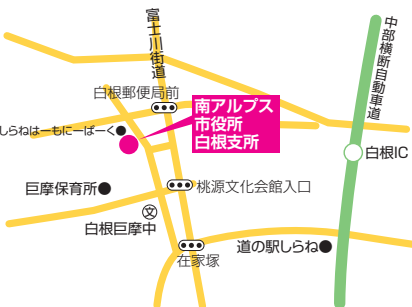 富士川街道
中部横断自動車道
白根郵便局前
南アルプス
市役所
白根支所
しらねはーもにーぱーく
白根IC
巨摩保育所
桃源文化会館入口
文
白根巨摩中
道の駅しらね
在家塚